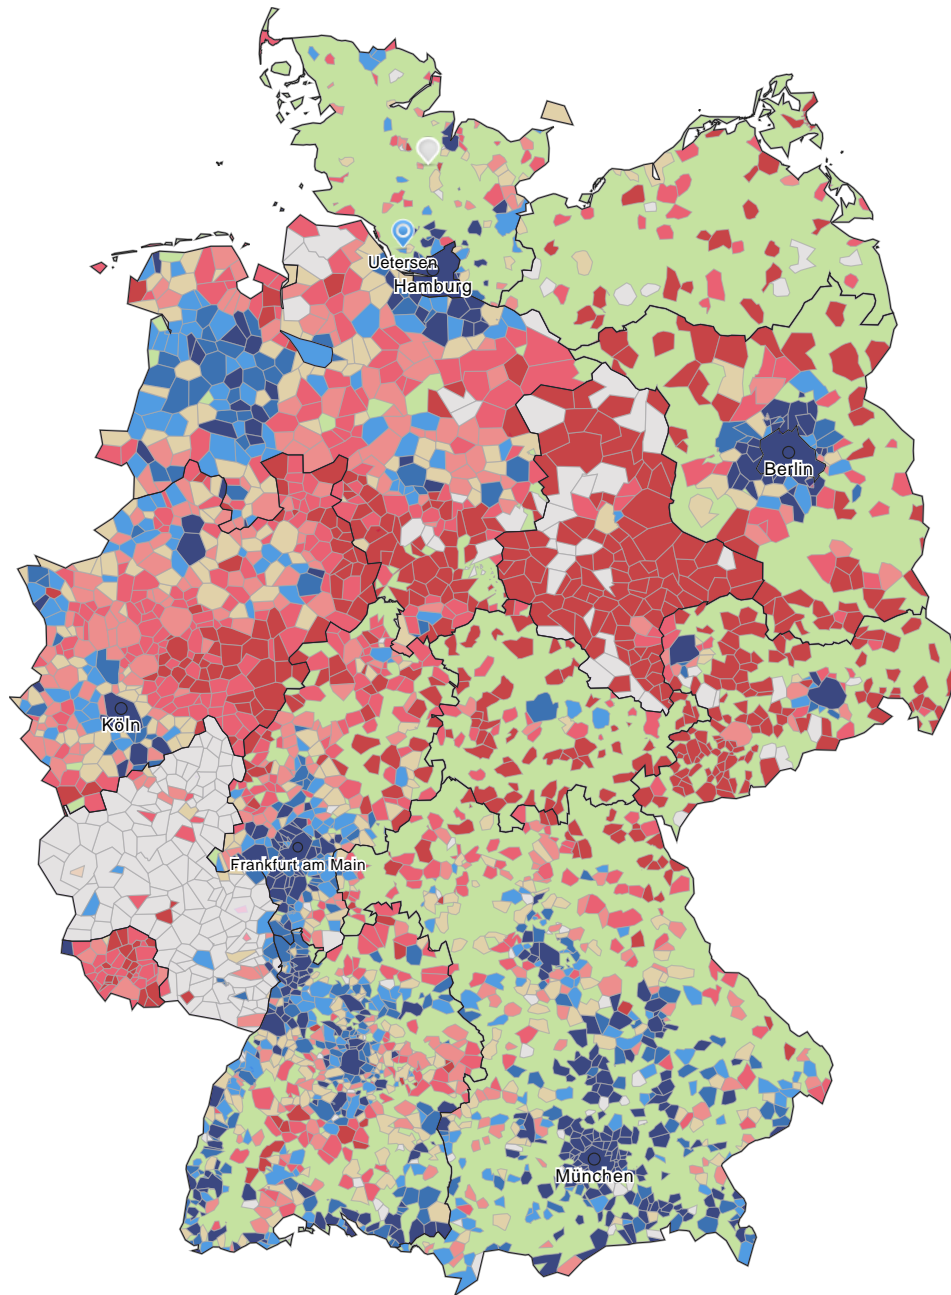 Uetersen
Hamburg
Berlin
Köln
Frankfurt am Main
München